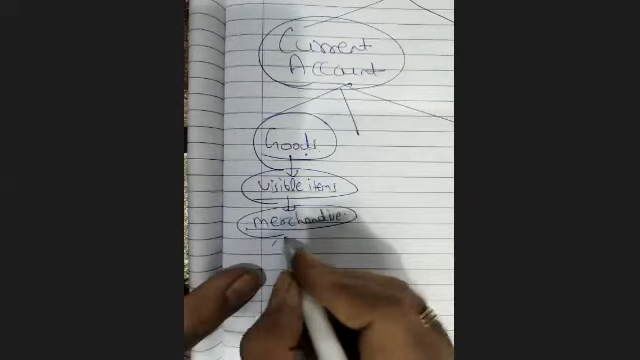 Current
Account
Goods
visible items
merchandise